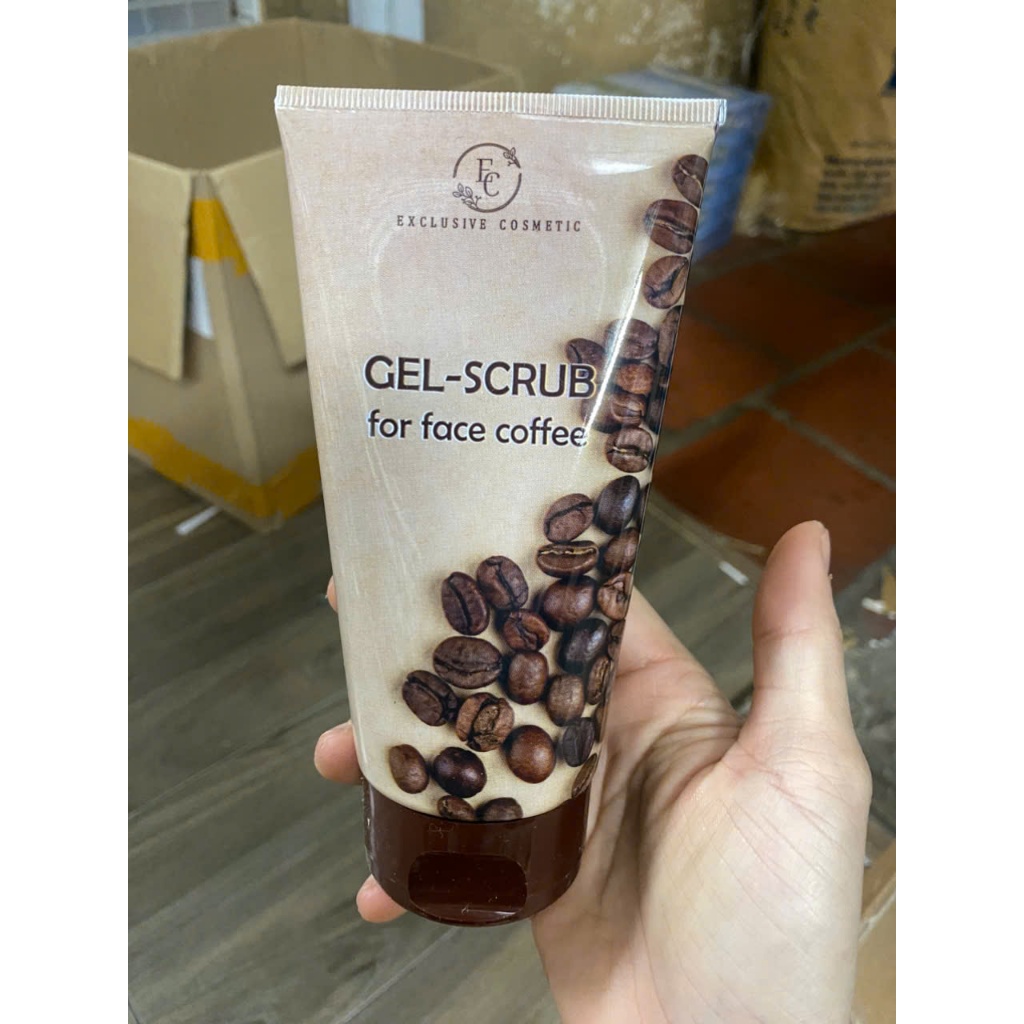 EC
EXCLUSIVE COSMETIC
GEL-SCRUB
for face coffee